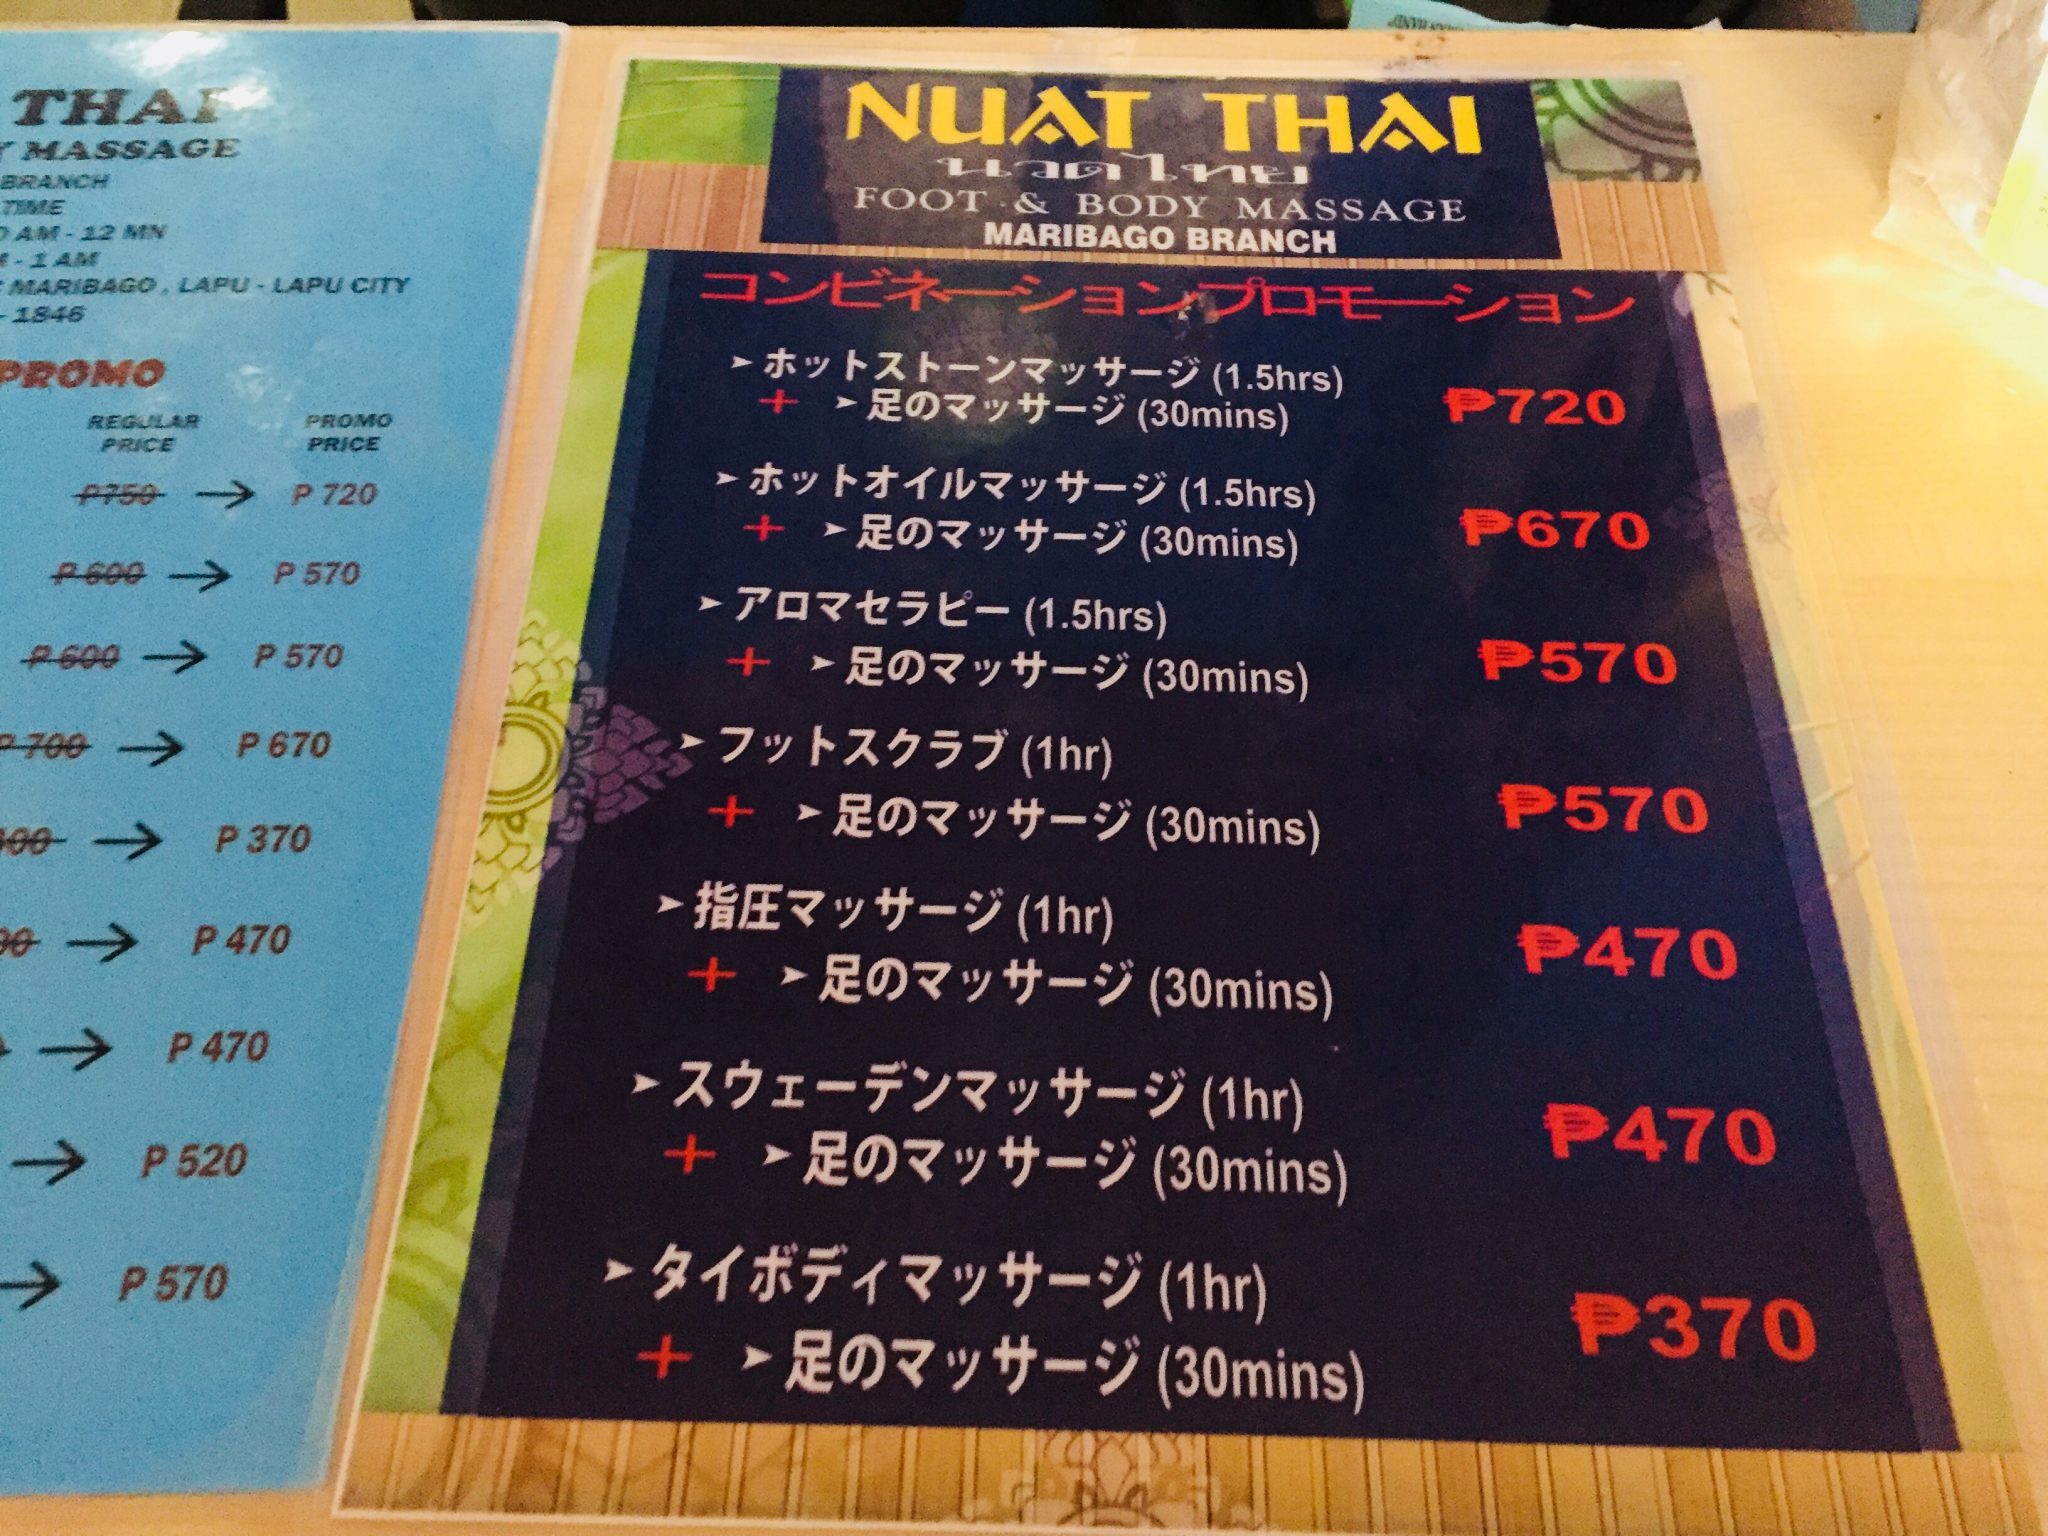 THAI
Y MASSAGE
BRANCH
TIME
AM - 12 MN
- 1 AM
MARIBAGO , LAPU - LAPU CITY
- 1846
PROMO
REGULAR PRICE
PROMO PRICE
₱750 → P 720
₱600 → P 570
₱600 → P 570
₱700 → P 670
→ P 370
→ P 470
→ P 470
→ P 520
→ P 570
NUAT THAI
นวดไทย
FOOT & BODY MASSAGE
MARIBAGO BRANCH
コンビネーションプロモーション
➢ ホットストーンマッサージ (1.5hrs)
+ ➢ 足のマッサージ (30mins)
₱720
➢ ホットオイルマッサージ (1.5hrs)
+ ➢ 足のマッサージ (30mins)
₱670
➢ アロマセラピー (1.5hrs)
+ ➢ 足のマッサージ (30mins)
₱570
➢ フットスクラブ (1hr)
+ ➢ 足のマッサージ (30mins)
₱570
➢ 指圧マッサージ (1hr)
+ ➢ 足のマッサージ (30mins)
₱470
➢ スウェーデンマッサージ (1hr)
+ ➢ 足のマッサージ (30mins)
₱470
➢ タイボディマッサージ (1hr)
+ ➢ 足のマッサージ (30mins)
₱370